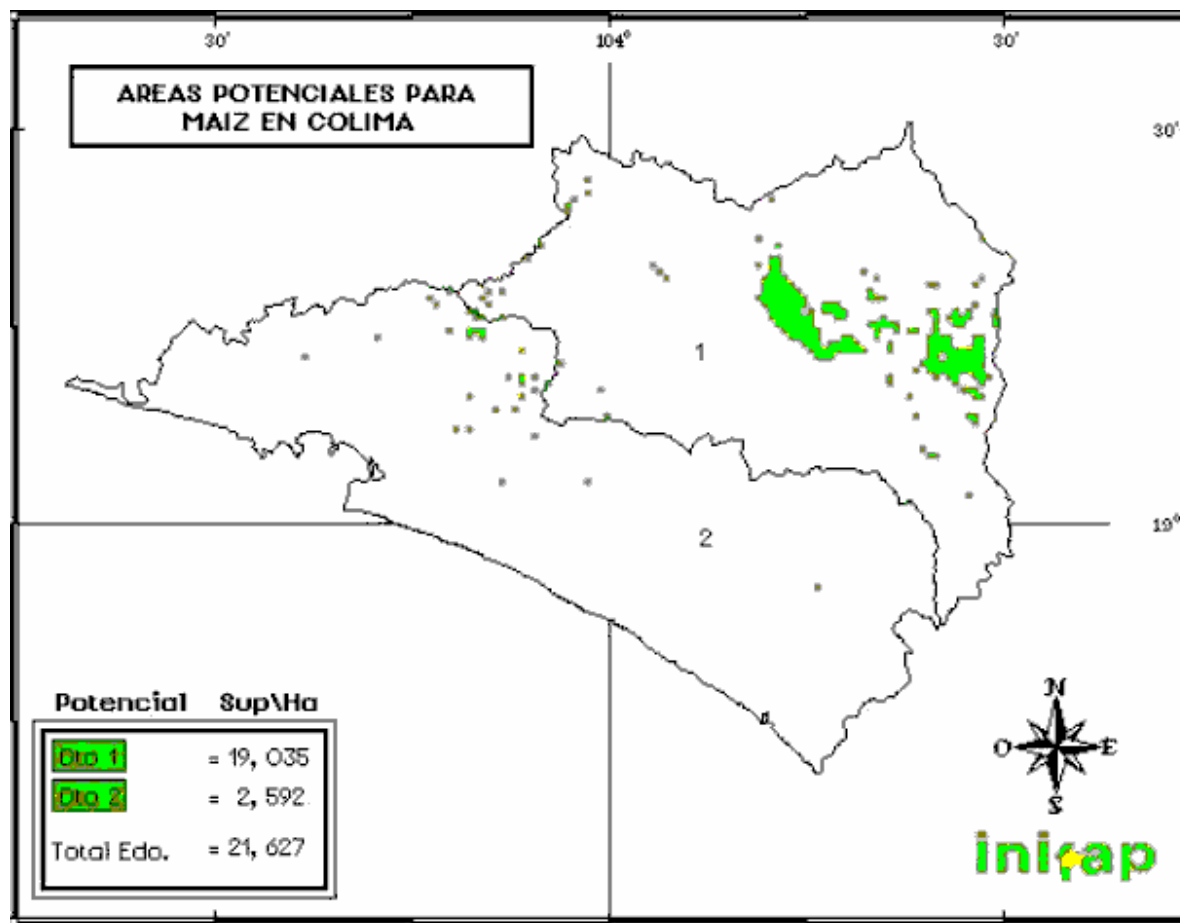 30' 104° 30'
AREAS POTENCIALES PARA
MAIZ EN COLIMA
30'
1
19°
2
Potencial Sup\Ha
Dto 1 = 19, 035
Dto 2 = 2, 592
Total Edo. = 21, 627
N
O E
S
inifap